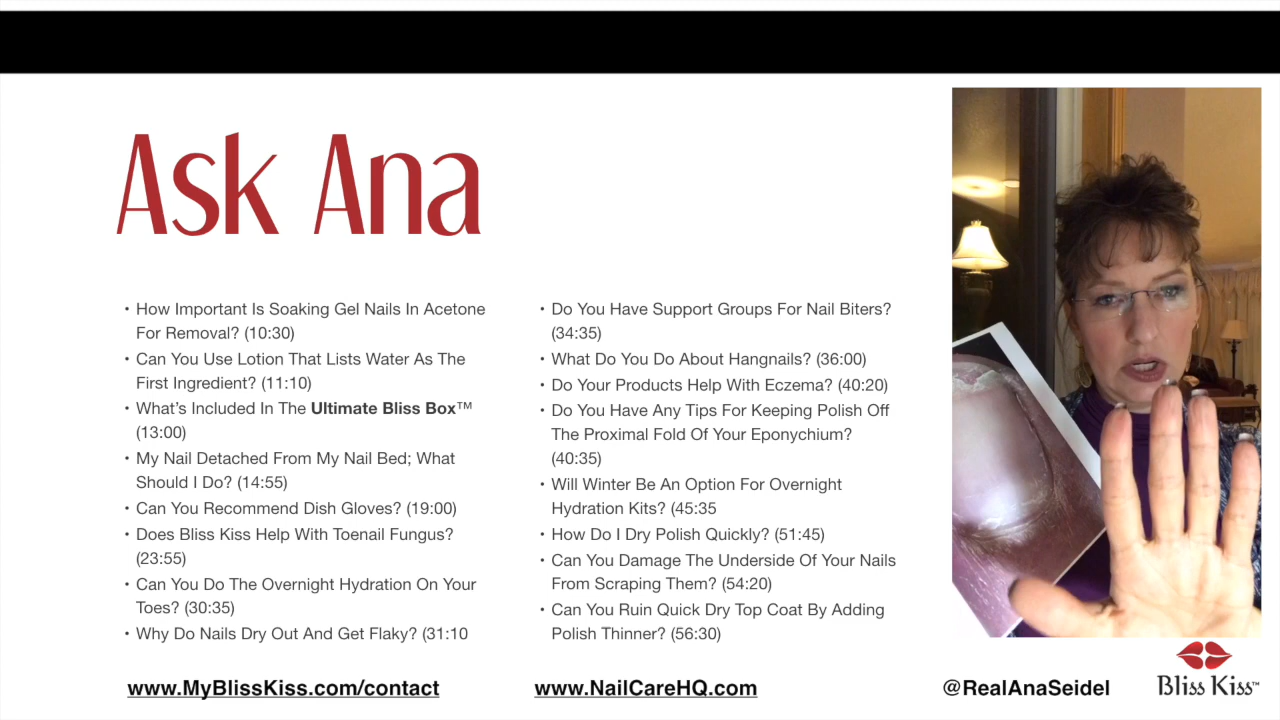 Ask Ana
• How Important Is Soaking Gel Nails In Acetone
For Removal? (10:30)
• Can You Use Lotion That Lists Water As The
First Ingredient? (11:10)
• What's Included In The Ultimate Bliss Box™
(13:00)
• My Nail Detached From My Nail Bed; What
Should I Do? (14:55)
• Can You Recommend Dish Gloves? (19:00)
• Does Bliss Kiss Help With Toenail Fungus?
(23:55)
• Can You Do The Overnight Hydration On Your
Toes? (30:35)
• Why Do Nails Dry Out And Get Flaky? (31:10
• Do You Have Support Groups For Nail Biters?
(34:35)
• What Do You Do About Hangnails? (36:00)
• Do Your Products Help With Eczema? (40:20)
• Do You Have Any Tips For Keeping Polish Off
The Proximal Fold Of Your Eponychium?
(40:35)
• Will Winter Be An Option For Overnight
Hydration Kits? (45:35
• How Do I Dry Polish Quickly? (51:45)
• Can You Damage The Underside Of Your Nails
From Scraping Them? (54:20)
• Can You Ruin Quick Dry Top Coat By Adding
Polish Thinner? (56:30)
www.MyBlissKiss.com/contact
www.NailCareHQ.com
@RealAnaSeidel
Bliss Kiss™